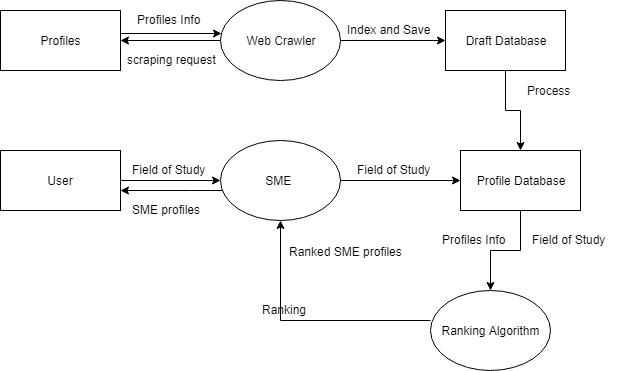 Profiles Info
Profiles
Web Crawler
Index and Save
Draft Database
scraping request
Process
Field of Study
User
SME
Field of Study
Profile Database
SME profiles
Profiles Info
Field of Study
Ranked SME profiles
Ranking
Ranking Algorithm